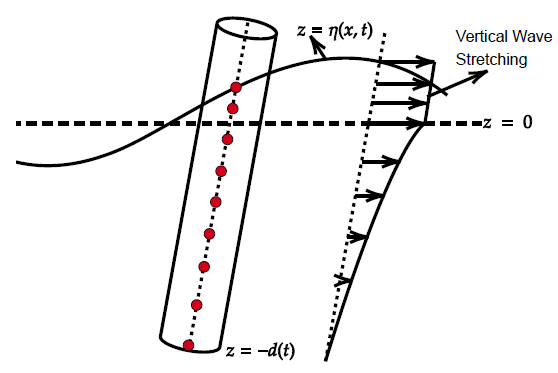 z = η(x, t)
Vertical Wave
Stretching
z = 0
z = −d(t)